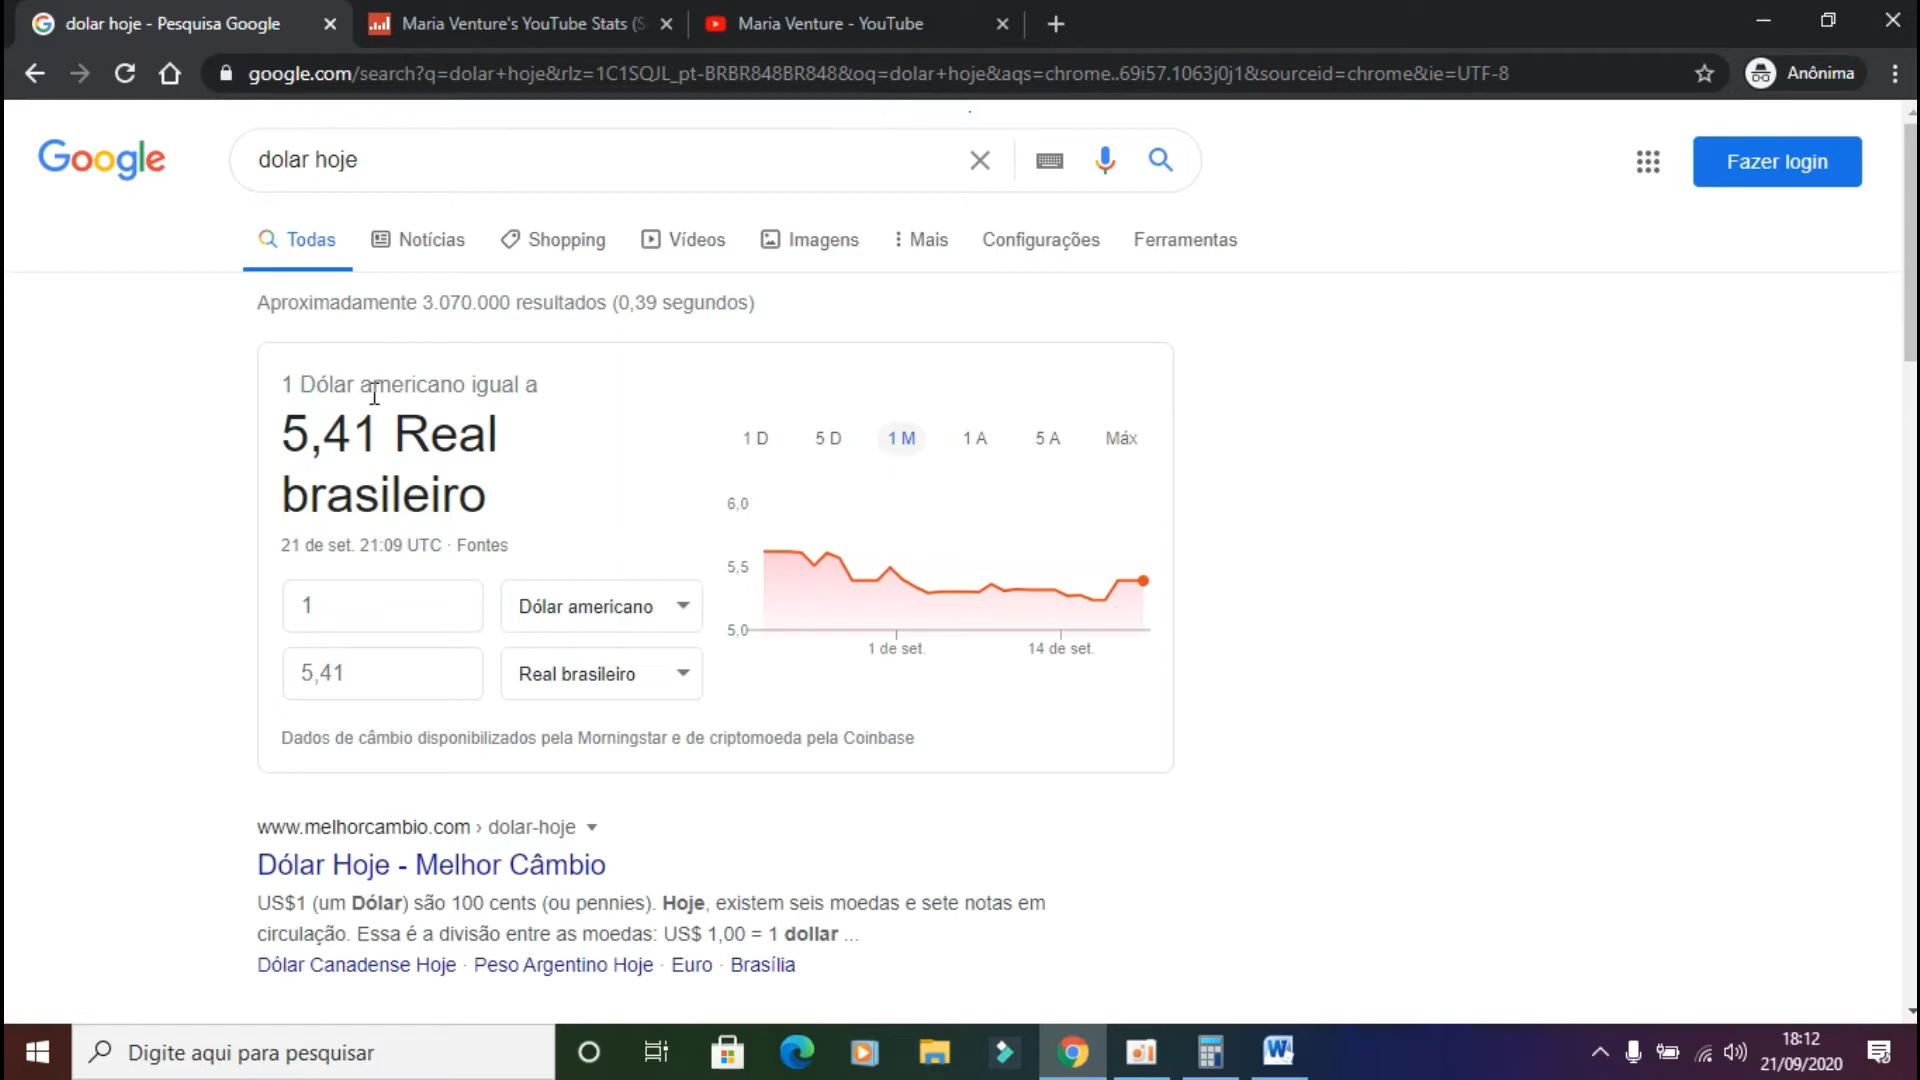 dolar hoje - Pesquisa Google
Maria Venture's YouTube Stats (S
Maria Venture - YouTube
google.com/search?q=dolar+hoje&rlz=1C1SQJL_pt-BRBR848BR848&oq=dolar+hoje&aqs=chrome..69i57.1063j0j1&sourceid=chrome&ie=UTF-8
Anônima
Google
dolar hoje
Fazer login
Todas
Notícias
Shopping
Vídeos
Imagens
Mais
Configurações
Ferramentas
Aproximadamente 3.070.000 resultados (0,39 segundos)
1 Dólar americano igual a
5,41 Real
brasileiro
21 de set. 21:09 UTC · Fontes
1
Dólar americano
5,41
Real brasileiro
1 D
5 D
1 M
1 A
5 A
Máx
6,0
5,5
5,0
1 de set.
14 de set.
Dados de câmbio disponibilizados pela Morningstar e de criptomoeda pela Coinbase
www.melhorcambio.com › dolar-hoje
Dólar Hoje - Melhor Câmbio
US$1 (um Dólar) são 100 cents (ou pennies). Hoje, existem seis moedas e sete notas em
circulação. Essa é a divisão entre as moedas: US$ 1,00 = 1 dollar ...
Dólar Canadense Hoje · Peso Argentino Hoje · Euro · Brasília
Digite aqui para pesquisar
18:12
21/09/2020